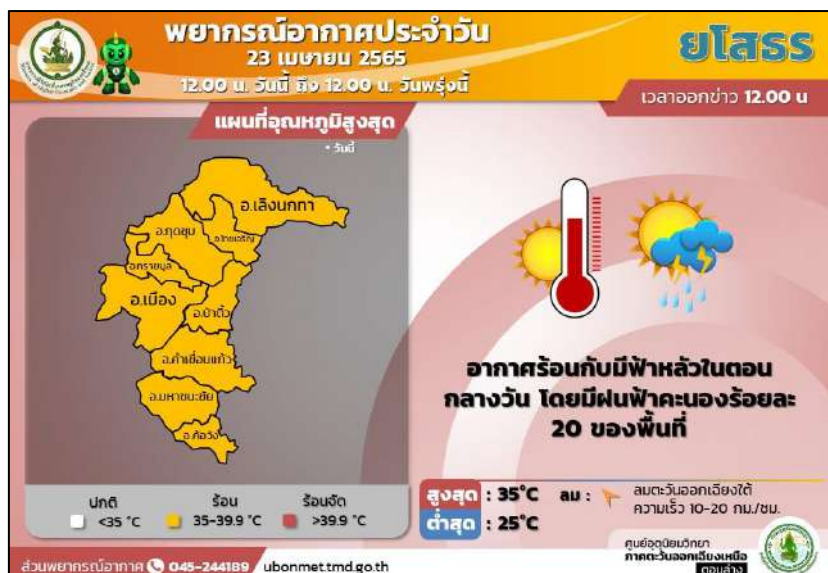 พยากรณ์อากาศประจำวัน
23 เมษายน 2565
12.00 น. วันนี้ ถึง 12.00 น. วันพรุ่งนี้
ยโสธร
เวลาออกข่าว 12.00 น
แผนที่อุณหภูมิสูงสุด
* วันนี้
อ.เลิงนกทา
อ.กุดชุม
อ.ไทยเจริญ
อ.ทรายมูล
อ.เมือง
อ.ป่าติ้ว
อ.คำเขื่อนแก้ว
อ.มหาชนะชัย
อ.ค้อวัง
อากาศร้อนกับมีฟ้าหลัวในตอน
กลางวัน โดยมีฝนฟ้าคะนองร้อยละ
20 ของพื้นที่
ปกติ ร้อน ร้อนจัด
<35 °C 35-39.9 °C >39.9 °C
สูงสุด : 35°C ลม : ลมตะวันออกเฉียงใต้
ความเร็ว 10-20 กม./ชม.
ต่ำสุด : 25°C
ศูนย์อุตุนิยมวิทยา
ภาคตะวันออกเฉียงเหนือ
ตอนล่าง
ส่วนพยากรณ์อากาศ 045-244189 ubonmet.tmd.go.th